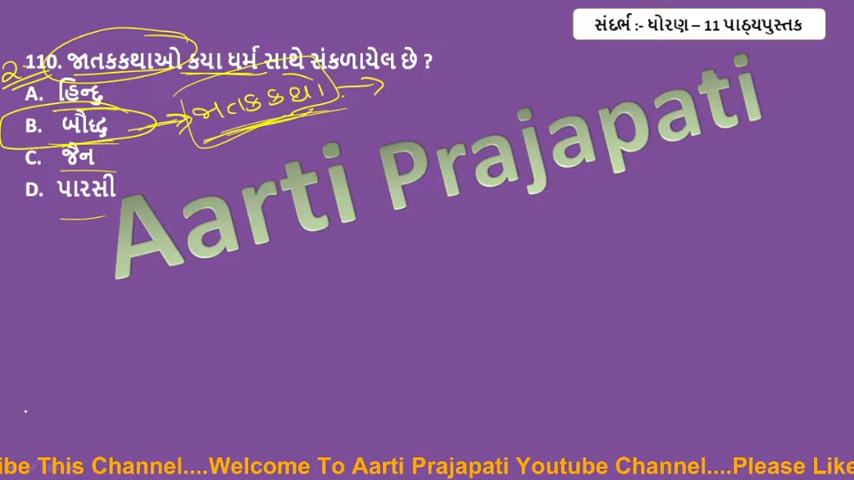 સંદર્ભ :- ધોરણ – 11 પાઠ્યપુસ્તક
2
110. જાતકકથાઓ કયા ધર્મ સાથે સંકળાયેલ છે ?
A. હિન્દુ
B. બૌધ્ધ
જાતકકથા
C. જૈન
D. પારસી
Aarti Prajapati
ibe This Channel....Welcome To Aarti Prajapati Youtube Channel....Please Like